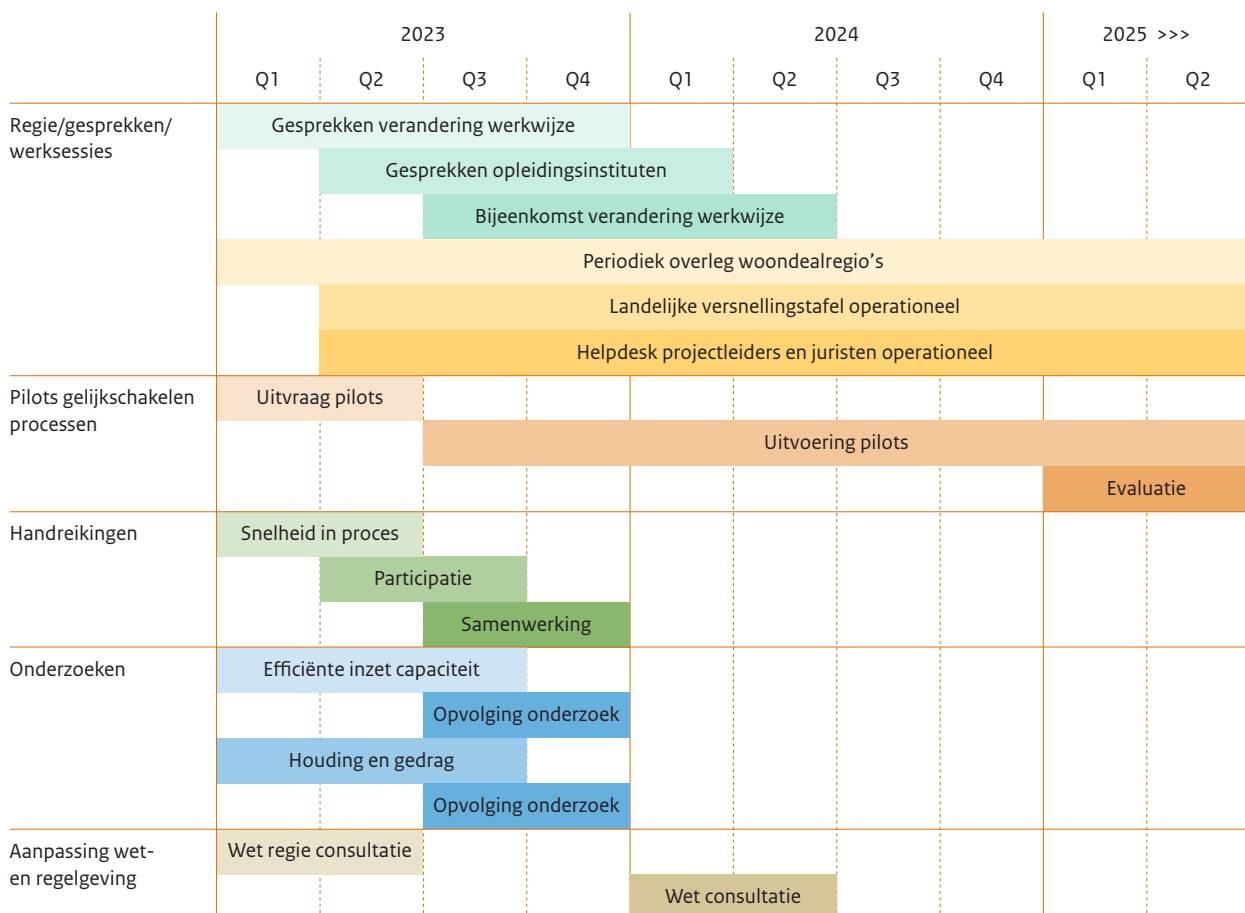 2023
2024
2025 >>>
Q1
Q2
Q3
Q4
Q1
Q2
Q3
Q4
Q1
Q2
Regie/gesprekken/
werksessies
Gesprekken verandering werkwijze
Gesprekken opleidingsinstituten
Bijeenkomst verandering werkwijze
Periodiek overleg woondealregio’s
Landelijke versnellingstafel operationeel
Helpdesk projectleiders en juristen operationeel
Pilots gelijkschakelen
processen
Uitvraag pilots
Uitvoering pilots
Evaluatie
Handreikingen
Snelheid in proces
Participatie
Samenwerking
Onderzoeken
Efficiënte inzet capaciteit
Opvolging onderzoek
Houding en gedrag
Opvolging onderzoek
Aanpassing wet-
en regelgeving
Wet regie consultatie
Wet consultatie